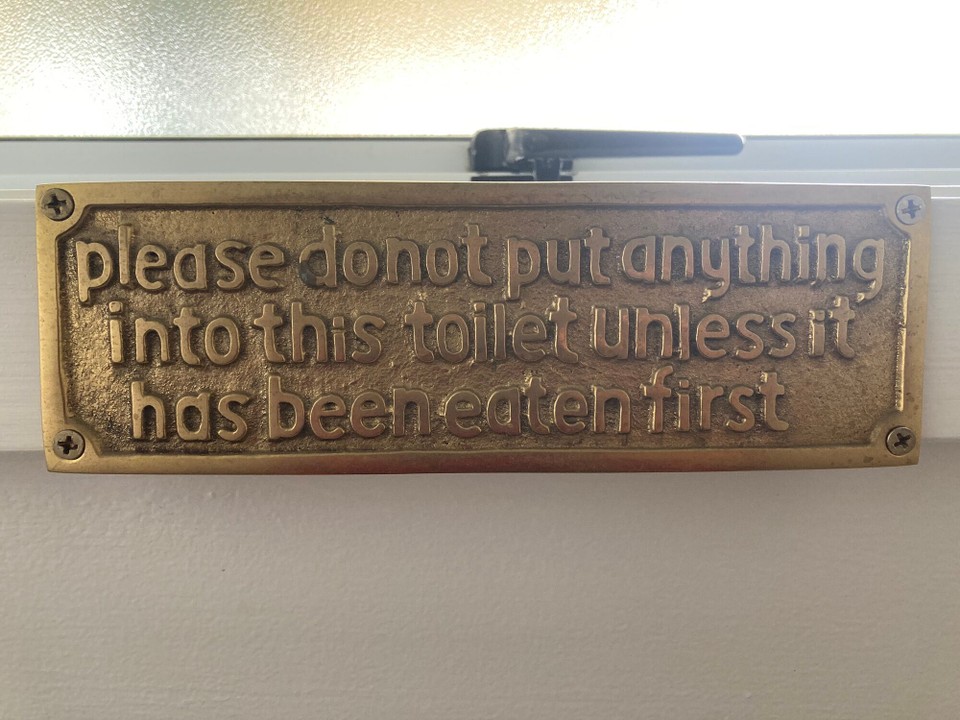 please do not put anything
into this toilet unless it
has been eaten first